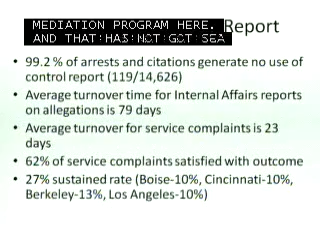 MEDIATION PROGRAM HERE. Report
AND THAT HAS NOT GOT SEA
• 99.2 % of arrests and citations generate no use of
control report (119/14,626)
• Average turnover time for Internal Affairs reports
on allegations is 79 days
• Average turnover for service complaints is 23
days
• 62% of service complaints satisfied with outcome
• 27% sustained rate (Boise-10%, Cincinnati-10%,
Berkeley-13%, Los Angeles-10%)